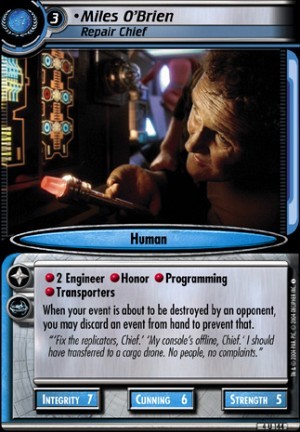 3 •Miles O'Brien
Repair Chief
Human
2 Engineer Honor Programming
Transporters
When your event is about to be destroyed by an opponent,
you may discard an event from hand to prevent that.
"'Fix the replicators, Chief.' 'My console's offline, Chief.' I should
have transferred to a cargo drone. No people, no complaints."
INTEGRITY 7 CUNNING 6 STRENGTH 5
4 U 144